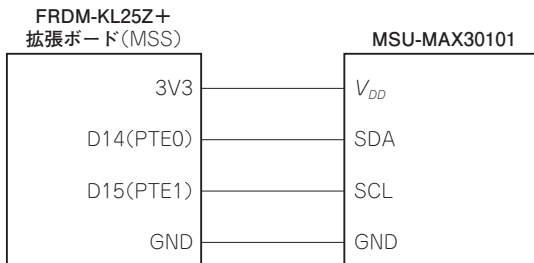 FRDM-KL25Z+
拡張ボード(MSS)
MSU-MAX30101
3V3
VDD
D14(PTE0)
SDA
D15(PTE1)
SCL
GND
GND